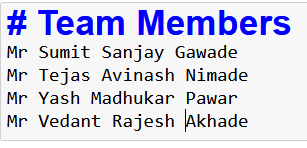 # Team Members
Mr Sumit Sanjay Gawade
Mr Tejas Avinash Nimade
Mr Yash Madhukar Pawar
Mr Vedant Rajesh Akhade